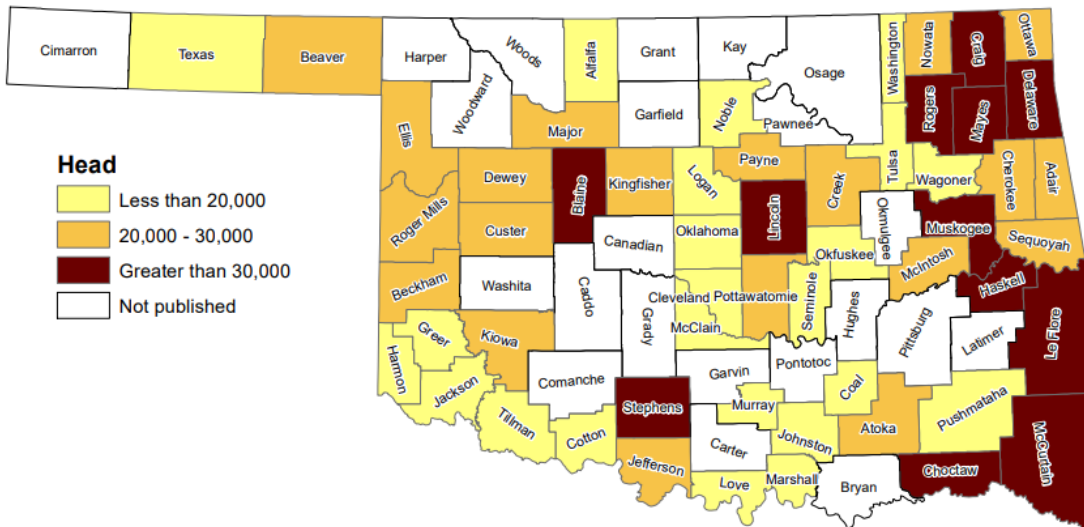 Cimarron
Texas
Beaver
Harper
Woods
Alfalfa
Grant
Kay
Osage
Washington
Nowata
Craig
Ottawa
Woodward
Ellis
Major
Garfield
Noble
Pawnee
Rogers
Mayes
Delaware
Head
Less than 20,000
20,000 - 30,000
Greater than 30,000
Not published
Dewey
Blaine
Kingfisher
Logan
Payne
Creek
Tulsa
Wagoner
Cherokee
Adair
Roger Mills
Custer
Canadian
Oklahoma
Lincoln
Okfuskee
Okmulgee
Muskogee
McIntosh
Sequoyah
Beckham
Washita
Caddo
Grady
Cleveland
Pottawatomie
Seminole
Hughes
Pittsburg
Haskell
Latimer
Le Flore
Greer
Kiowa
McClain
Harmon
Jackson
Comanche
Garvin
Pontotoc
Coal
Tillman
Cotton
Stephens
Murray
Johnston
Atoka
Pushmataha
McCurtain
Jefferson
Carter
Love
Marshall
Bryan
Choctaw